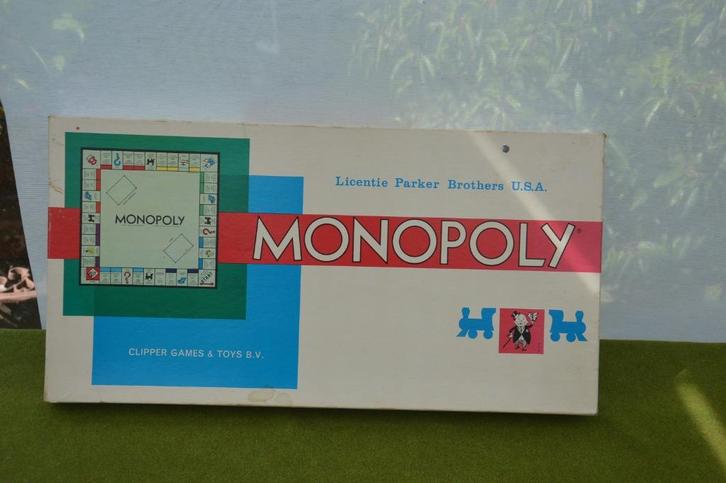 Licentie Parker Brothers U.S.A.
MONOPOLY
MONOPOLY®
CLIPPER GAMES & TOYS B.V.